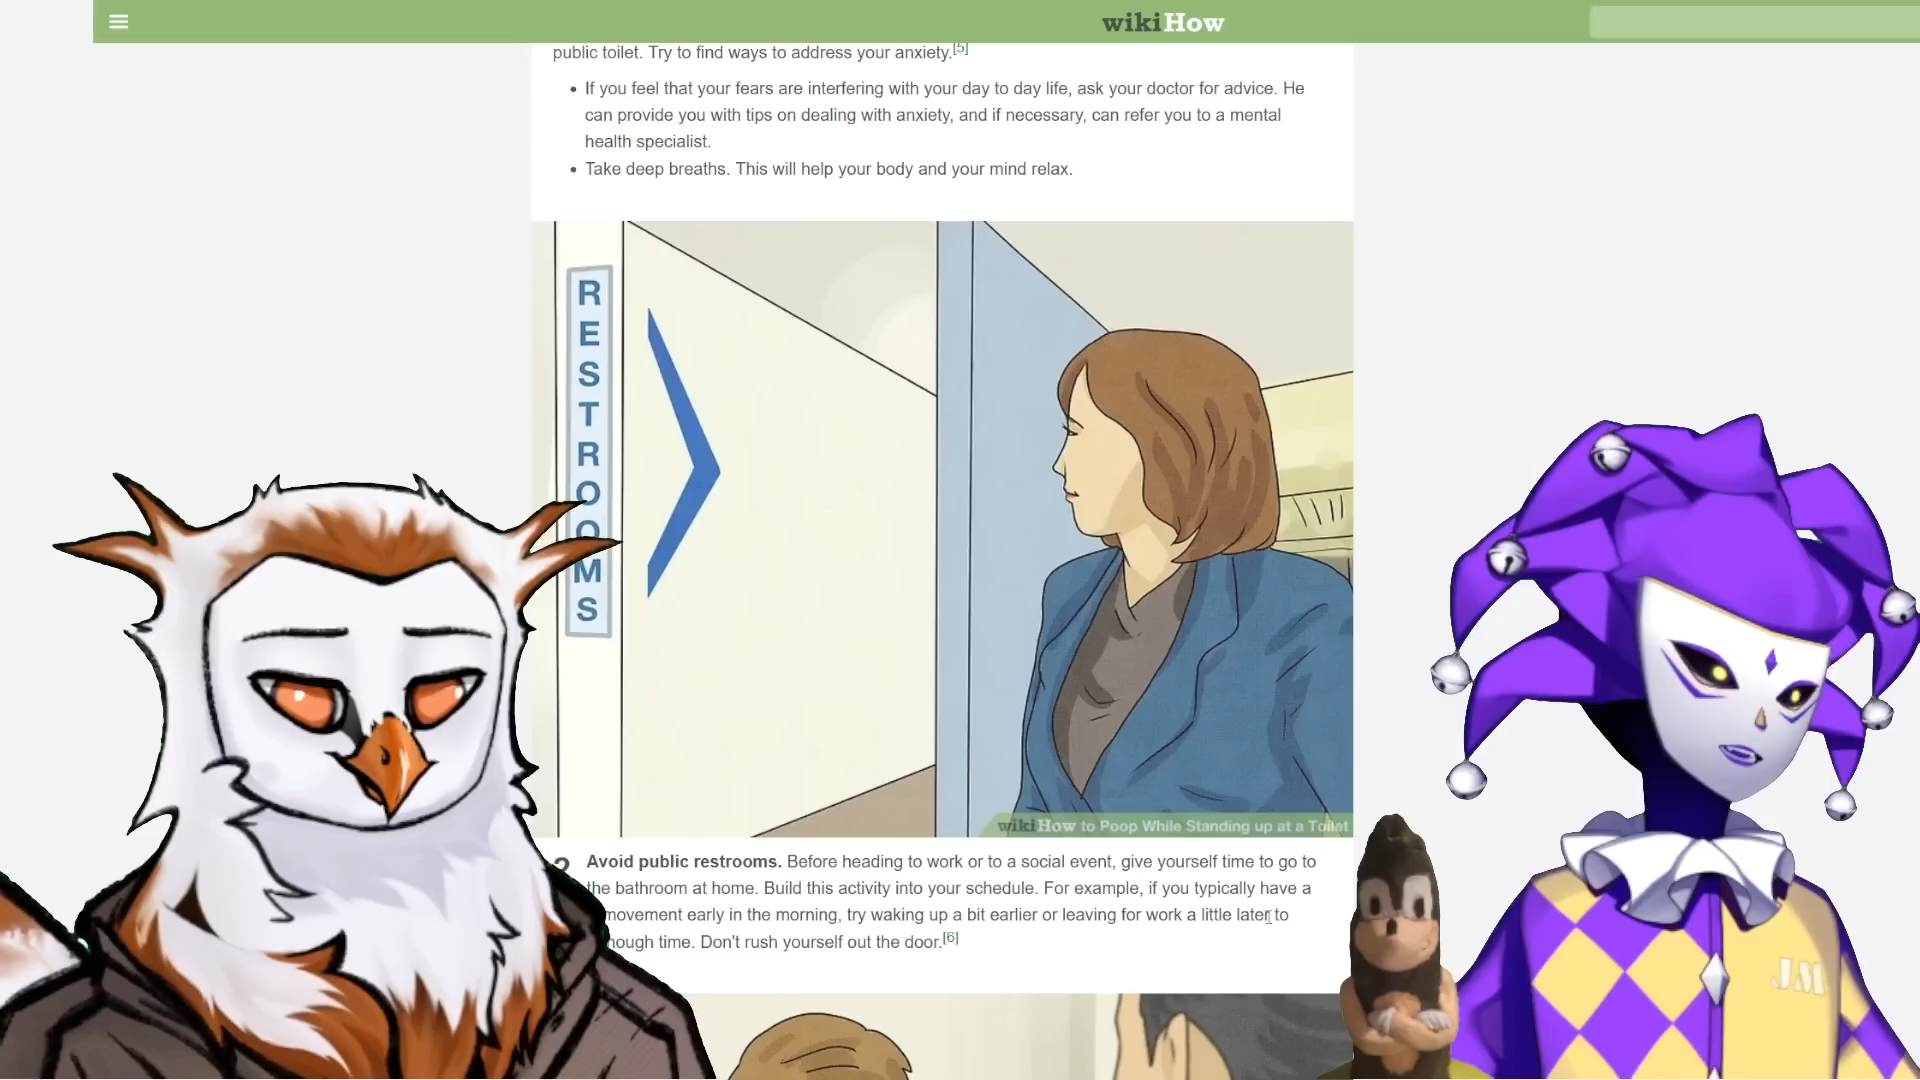 wikiHow
public toilet. Try to find ways to address your anxiety.[5]
If you feel that your fears are interfering with your day to day life, ask your doctor for advice. He
can provide you with tips on dealing with anxiety, and if necessary, can refer you to a mental
health specialist.
Take deep breaths. This will help your body and your mind relax.
RESTROOMS
wikiHow to Poop While Standing up at a Toilet
2 Avoid public restrooms. Before heading to work or to a social event, give yourself time to go to
the bathroom at home. Build this activity into your schedule. For example, if you typically have a
movement early in the morning, try waking up a bit earlier or leaving for work a little later to
nough time. Don't rush yourself out the door.[6]
JM